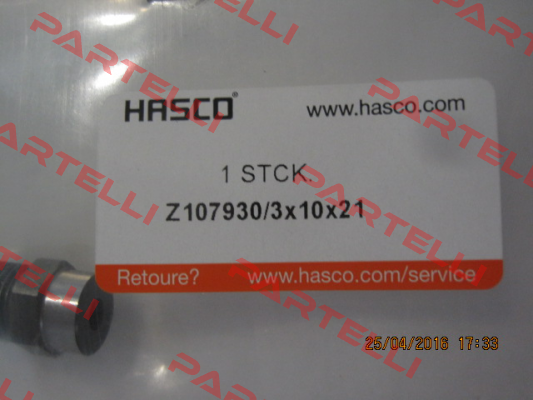 HASCO®
www.hasco.com
1 STCK.
Z107930/3x10x21
Retoure?
www.hasco.com/service
25/04/2016 17:33
PARTELLI
PARTELLI
PARTELLI
PARTELLI
PARTELLI
PARTELLI